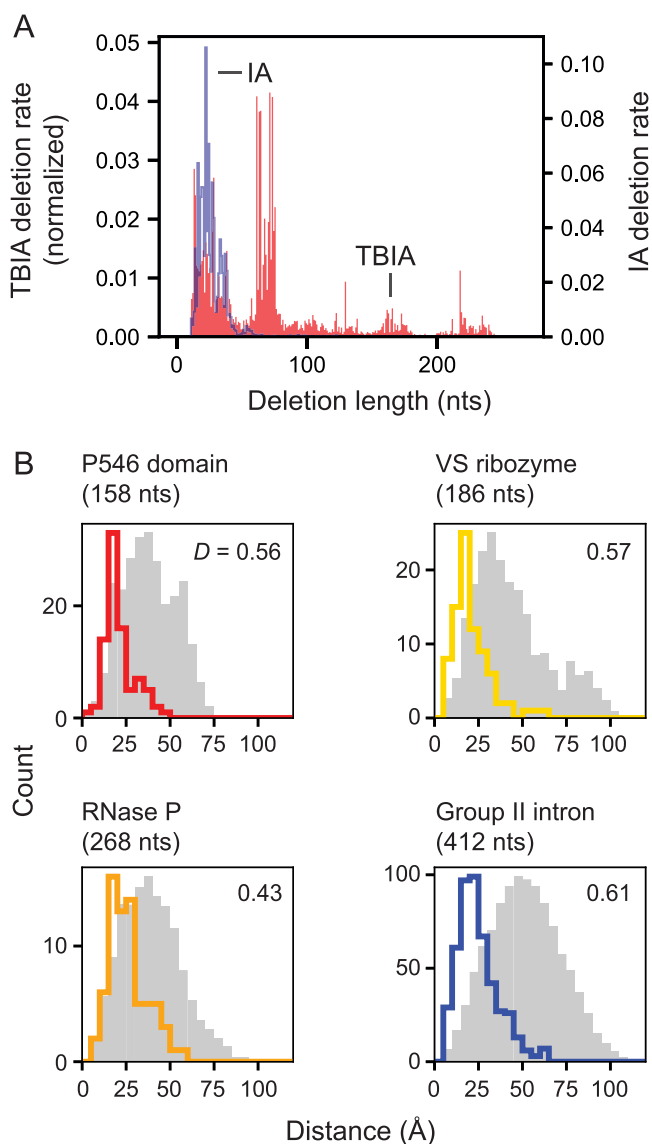 A
TBIA deletion rate
(normalized)
0.05
0.04
0.03
0.02
0.01
0.00
IA
TBIA
0.10
0.08
0.06
0.04
0.02
0.00
IA deletion rate
0
100
200
Deletion length (nts)
B
P546 domain
(158 nts)
D = 0.56
20
0
0
25
50
75
100
VS ribozyme
(186 nts)
0.57
20
10
0
0
25
50
75
100
Count
RNase P
(268 nts)
0.43
10
0
0
25
50
75
100
Group II intron
(412 nts)
0.61
100
50
0
0
25
50
75
100
Distance (Å)